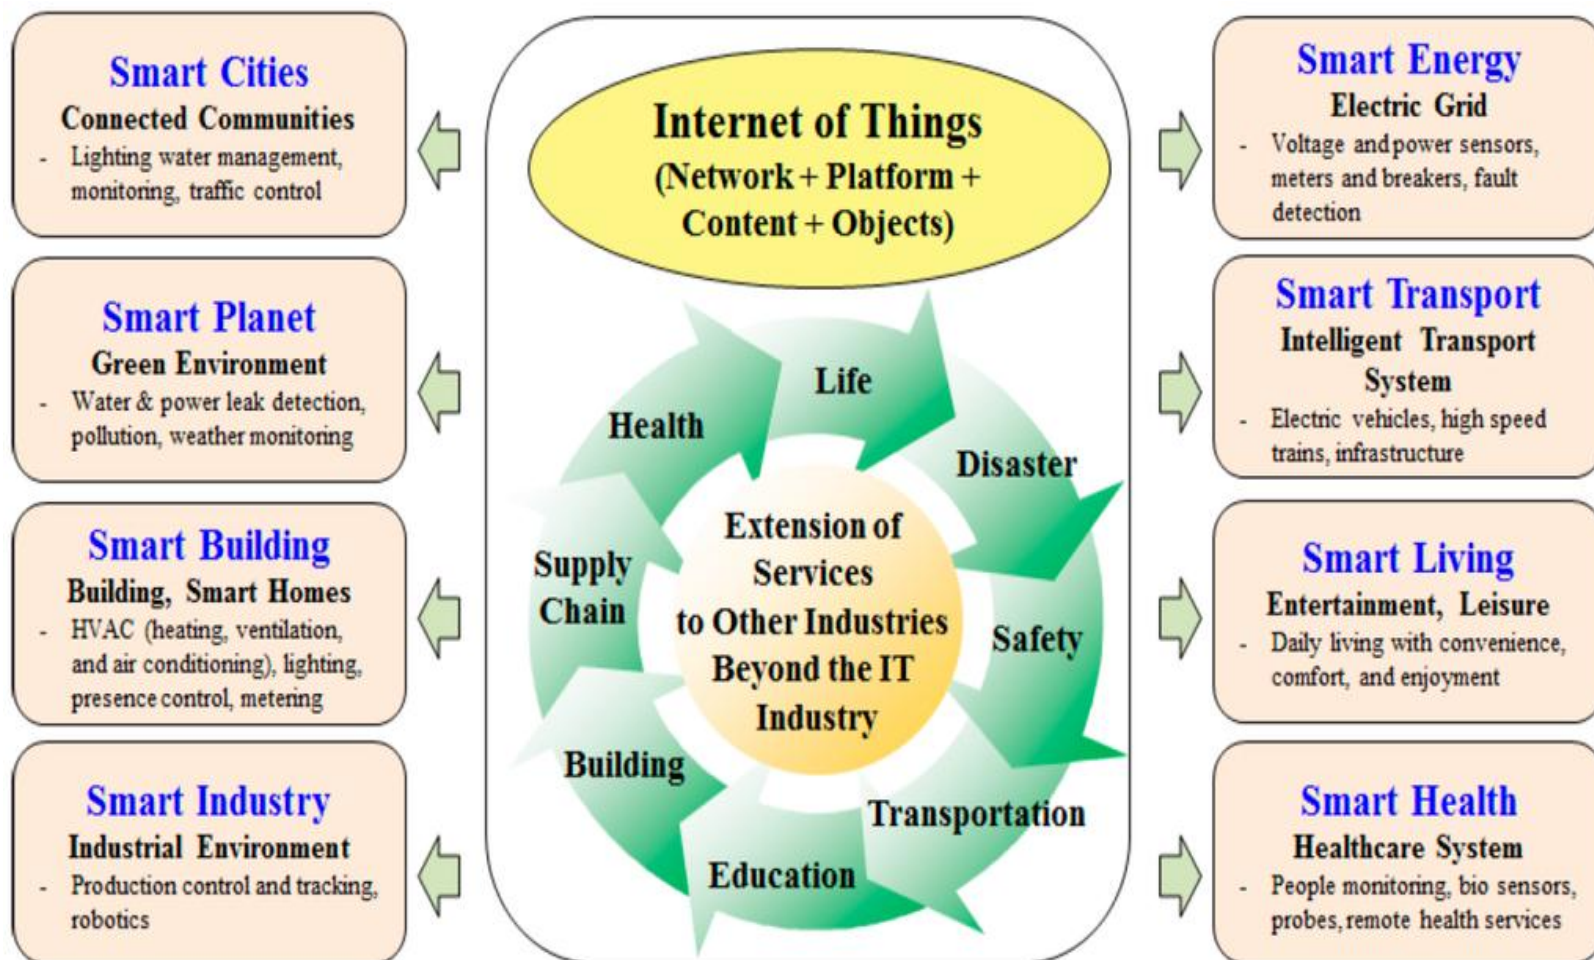 Smart Cities
Connected Communities
- Lighting water management,
monitoring, traffic control
Smart Planet
Green Environment
- Water & power leak detection,
pollution, weather monitoring
Smart Building
Building, Smart Homes
- HVAC (heating, ventilation,
and air conditioning), lighting,
presence control, metering
Smart Industry
Industrial Environment
- Production control and tracking,
robotics
Internet of Things
(Network + Platform +
Content + Objects)
Life
Disaster
Safety
Transportation
Education
Building
Supply
Chain
Health
Extension of
Services
to Other Industries
Beyond the IT
Industry
Smart Energy
Electric Grid
- Voltage and power sensors,
meters and breakers, fault
detection
Smart Transport
Intelligent Transport
System
- Electric vehicles, high speed
trains, infrastructure
Smart Living
Entertainment, Leisure
- Daily living with convenience,
comfort, and enjoyment
Smart Health
Healthcare System
- People monitoring, bio sensors,
probes, remote health services